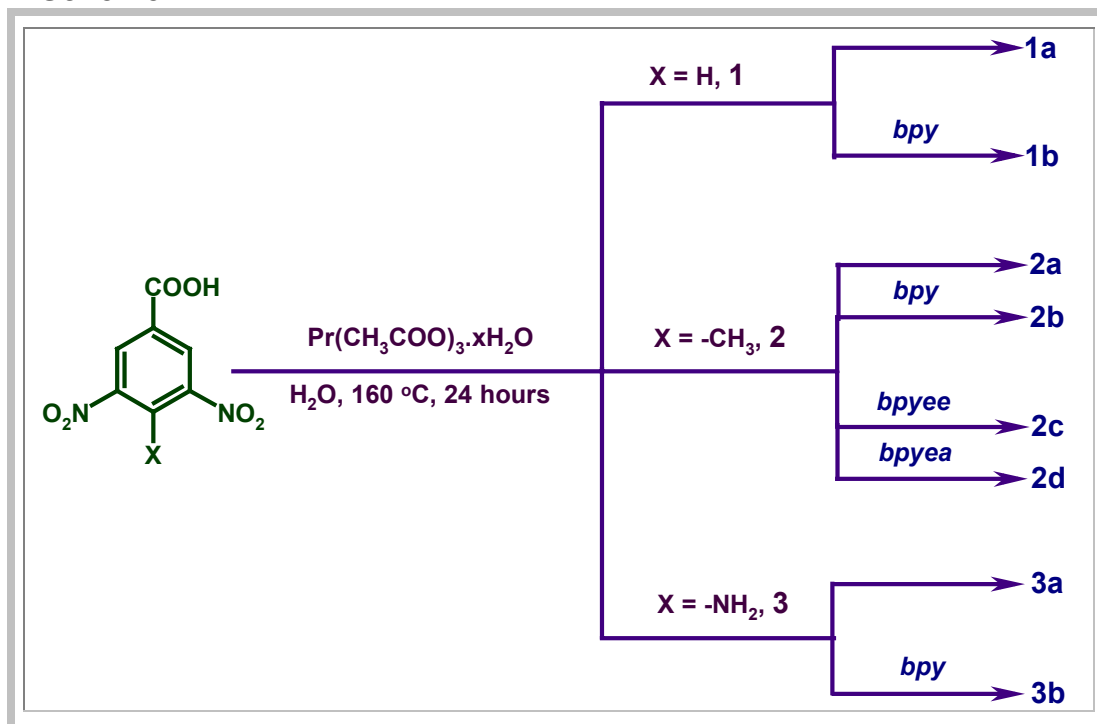 1a
X = H, 1
bpy
1b
COOH
O₂N
NO₂
X
Pr(CH₃COO)₃.xH₂O
H₂O, 160 ºC, 24 hours
2a
bpy
X = -CH₃, 2
2b
bpyee
2c
bpyea
2d
3a
X = -NH₂, 3
bpy
3b